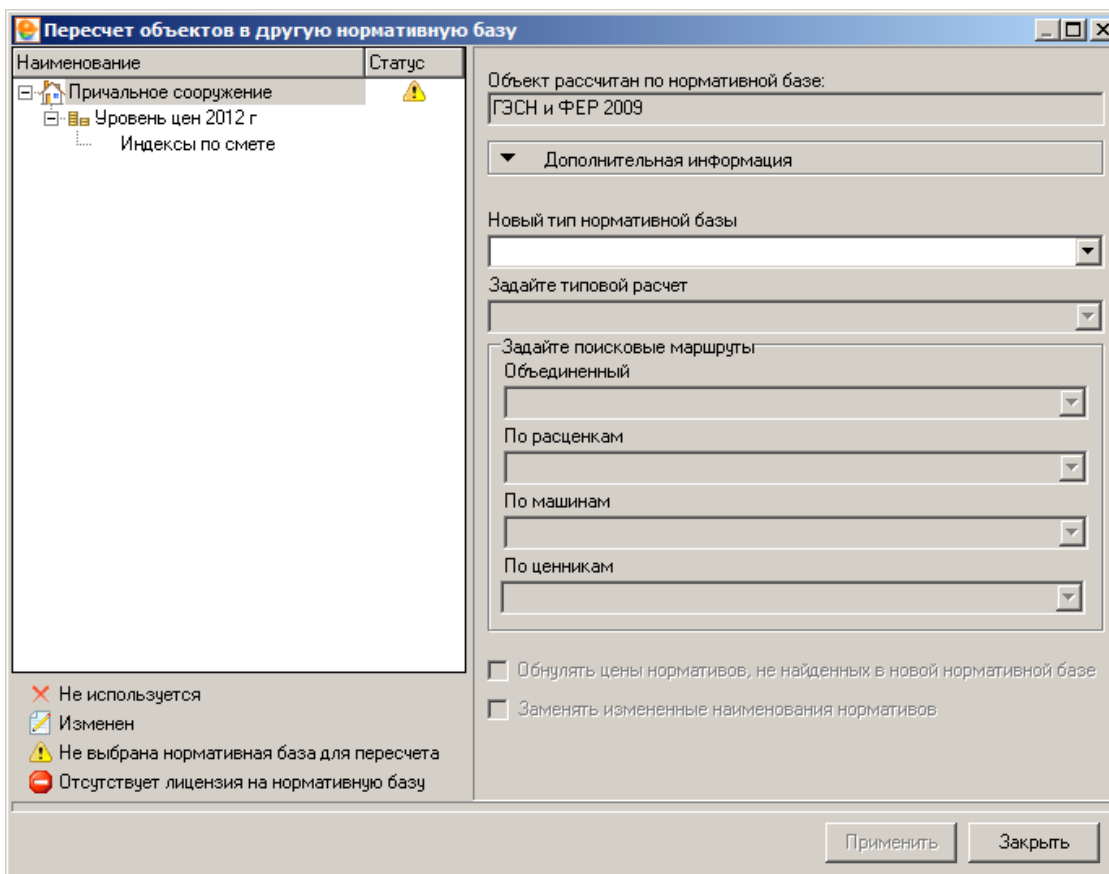 Пересчет объектов в другую нормативную базу
Наименование
Статус
Причальное сооружение
Уровень цен 2012 г
Индексы по смете
Не используется
Изменен
Не выбрана нормативная база для пересчета
Отсутствует лицензия на нормативную базу
Объект рассчитан по нормативной базе:
ГЭСН и ФЕР 2009
Дополнительная информация
Новый тип нормативной базы
Задайте типовой расчет
Задайте поисковые маршруты
Объединенный
По расценкам
По машинам
По ценникам
Обнулять цены нормативов, не найденных в новой нормативной базе
Заменять измененные наименования нормативов
Применить
Закрыть